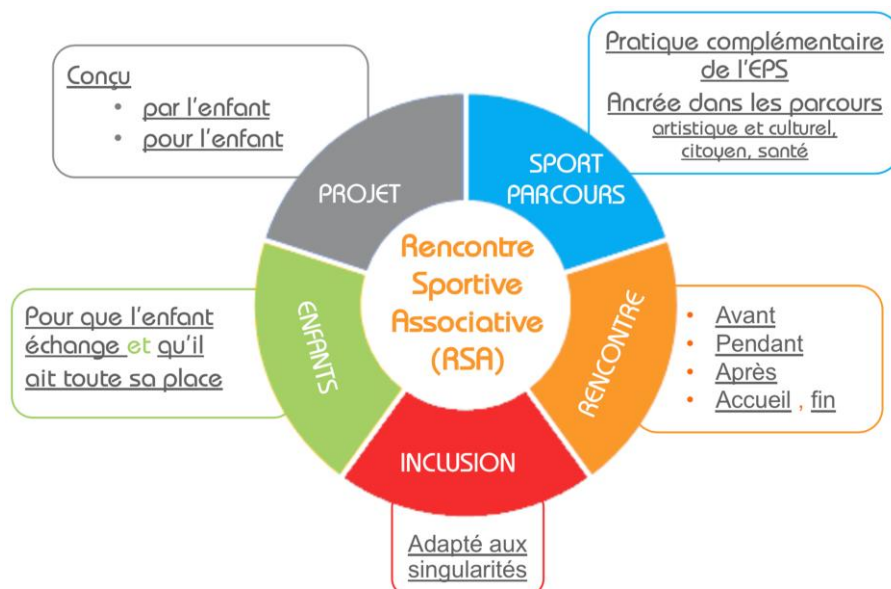 Conçu
• par l'enfant
• pour l'enfant
Pratique complémentaire
de l'EPS
Ancrée dans les parcours
artistique et culturel,
citoyen, santé
PROJET
SPORT
PARCOURS
Rencontre
Sportive
Associative
(RSA)
ENFANTS
RENCONTRE
INCLUSION
Pour que l'enfant
échange et qu'il
ait toute sa place
• Avant
• Pendant
• Après
• Accueil , fin
Adapté aux
singularités